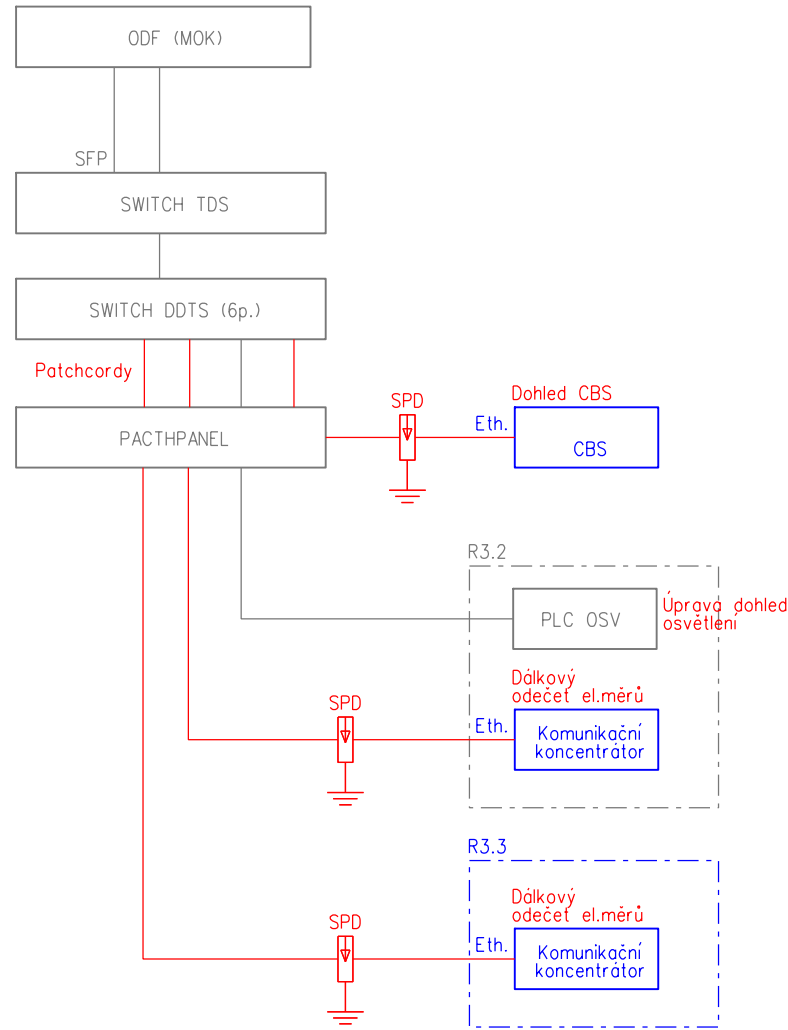 ODF (MOK)
SFP
SWITCH TDS
SWITCH DDTS (6p.)
Patchcordy
PACTHPANEL
SPD
Eth.
Dohled CBS
CBS
R3.2
PLC OSV
Úprava dohled
osvětlení
Dálkový
odečet el.měrů
SPD
Eth.
Komunikační
koncentrátor
R3.3
Dálkový
odečet el.měrů
SPD
Eth.
Komunikační
koncentrátor